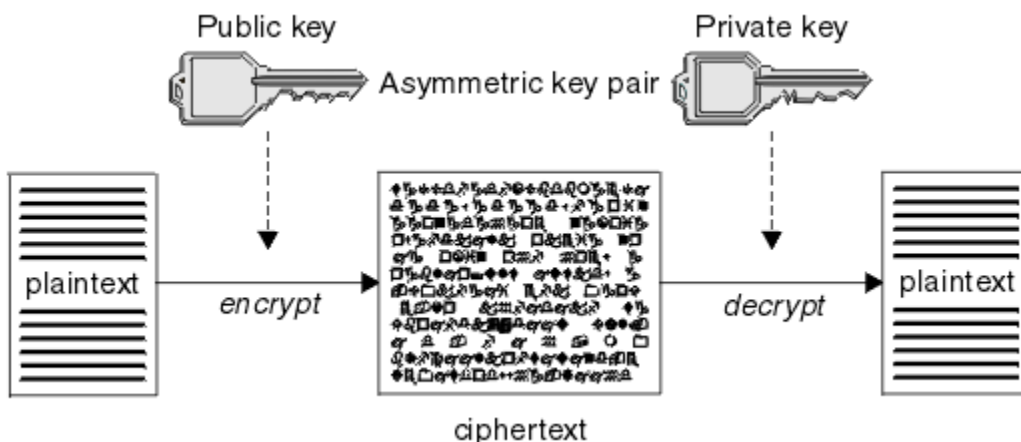 Public key
Private key
Asymmetric key pair
plaintext
encrypt
decrypt
plaintext
ciphertext